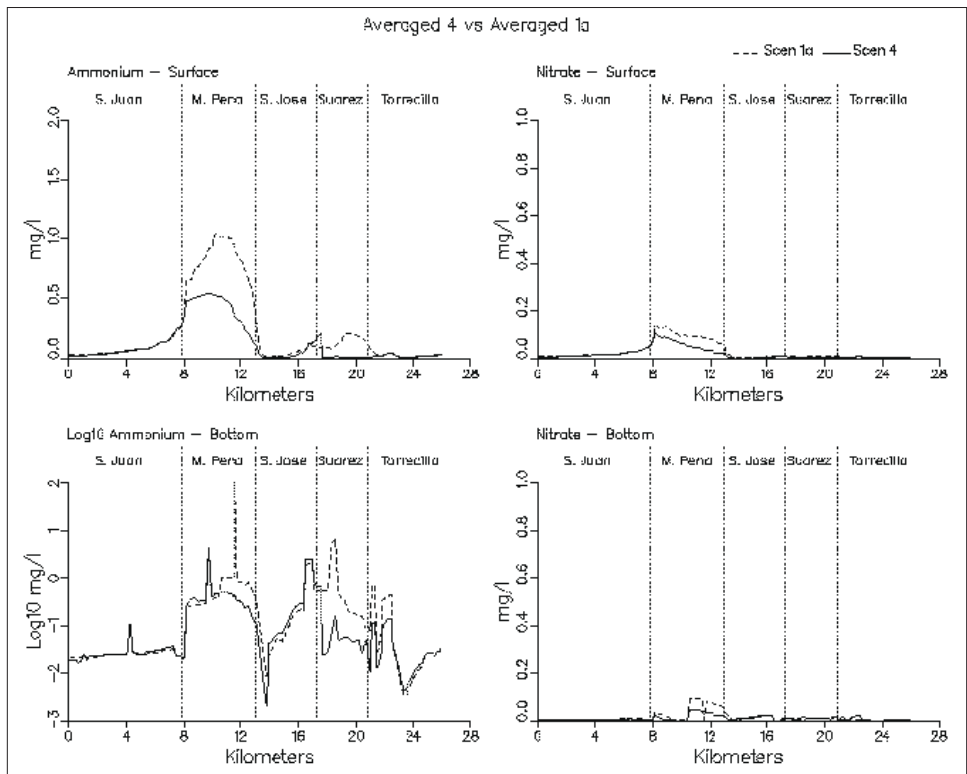 Averaged 4 vs Averaged 1a
Scen 1a Scen 4
Ammonium – Surface
S. Juan M. Pena S. Jose Suarez Torrecilla
mg/l
2.0
1.5
1.0
0.5
0.0
0 4 8 12 16 20 24 28
Kilometers
Nitrate – Surface
S. Juan M. Pena S. Jose Suarez Torrecilla
mg/l
1.0
0.8
0.6
0.4
0.2
0.0
0 4 8 12 16 20 24 28
Kilometers
Log10 Ammonium – Bottom
S. Juan M. Pena S. Jose Suarez Torrecilla
Log10 mg/l
2
1
0
-1
-2
-3
0 4 8 12 16 20 24 28
Kilometers
Nitrate – Bottom
S. Juan M. Pena S. Jose Suarez Torrecilla
mg/l
1.0
0.8
0.6
0.4
0.2
0.0
0 4 8 12 16 20 24 28
Kilometers